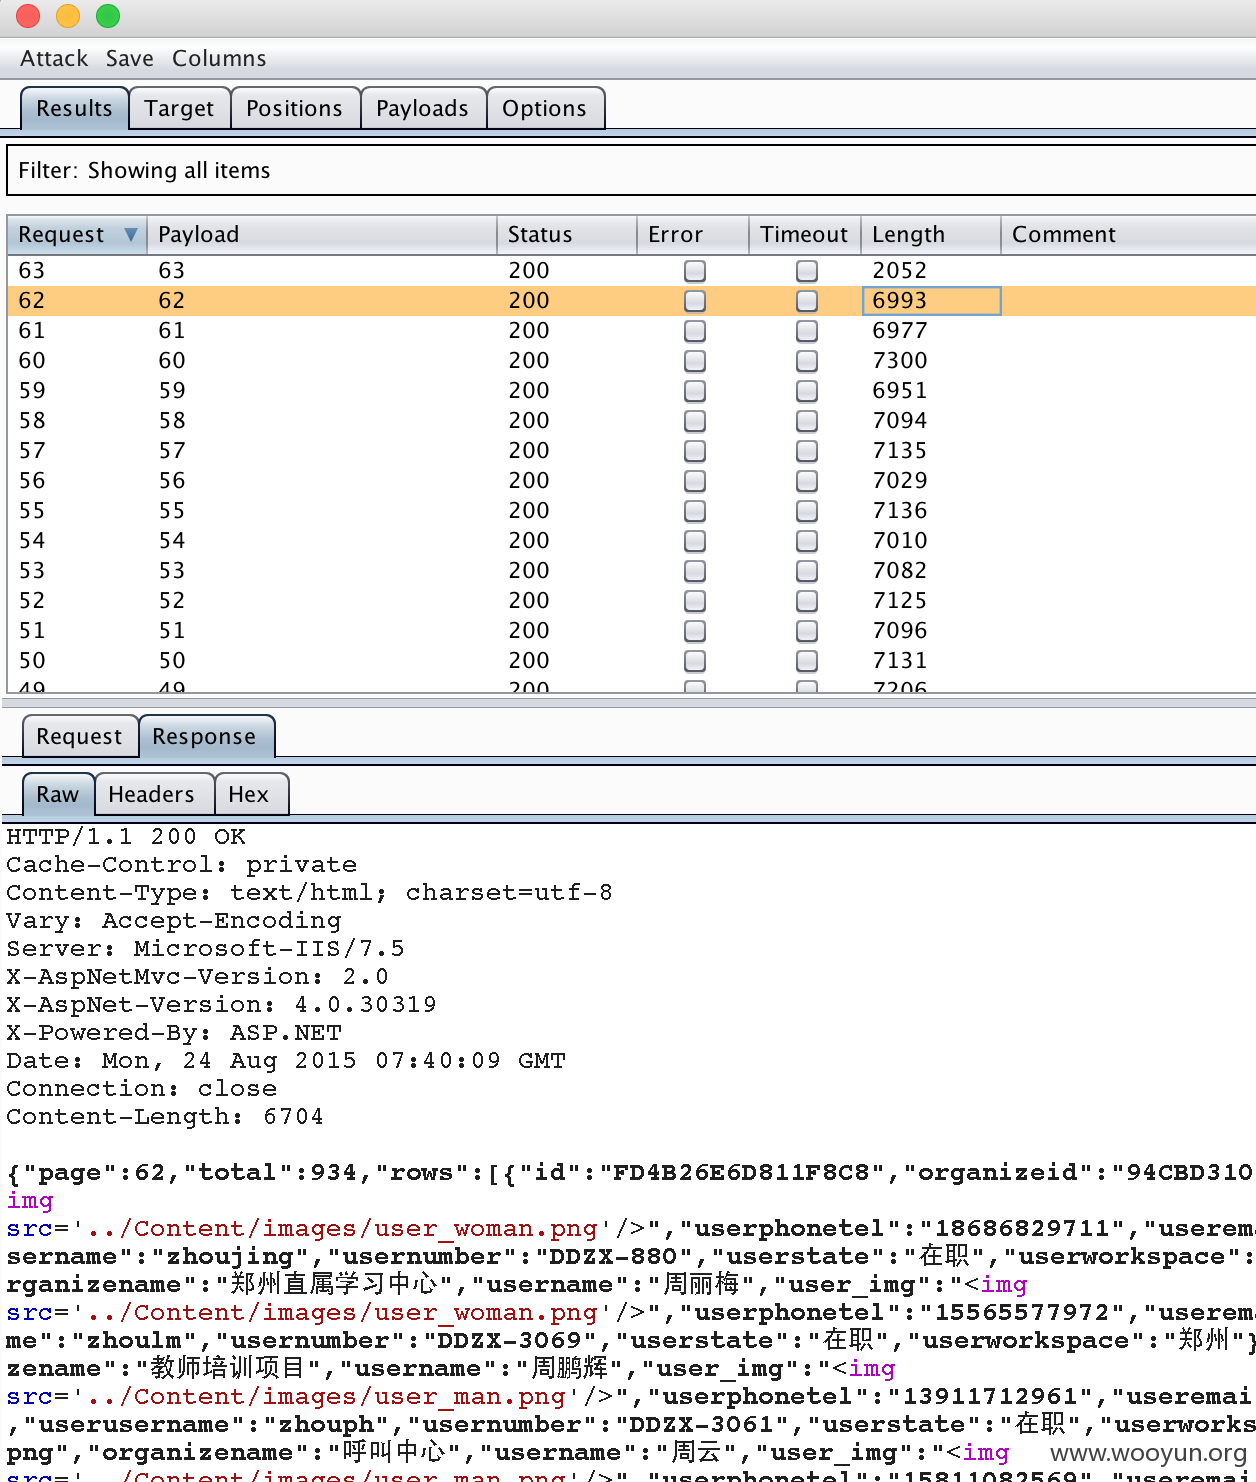 Attack Save Columns
Results Target Positions Payloads Options
Filter: Showing all items
Request Payload Status Error Timeout Length Comment
63 63 200 2052
62 62 200 6993
61 61 200 6977
60 60 200 7300
59 59 200 6951
58 58 200 7094
57 57 200 7135
56 56 200 7029
55 55 200 7136
54 54 200 7010
53 53 200 7082
52 52 200 7125
51 51 200 7096
50 50 200 7131
49 49 200 7206
Request Response
Raw Headers Hex
HTTP/1.1 200 OK
Cache-Control: private
Content-Type: text/html; charset=utf-8
Vary: Accept-Encoding
Server: Microsoft-IIS/7.5
X-AspNetMvc-Version: 2.0
X-AspNet-Version: 4.0.30319
X-Powered-By: ASP.NET
Date: Mon, 24 Aug 2015 07:40:09 GMT
Connection: close
Content-Length: 6704
{"page":62,"total":934,"rows":[{"id":"FD4B26E6D811F8C8","organizeid":"94CBD310
img
src='../Content/images/user_woman.png'/>","userphonetel":"18686829711","userema
sername":"zhoujing","usernumber":"DDZX-880","userstate":"在职","userworkspace":
rganizename":"郑州直属学习中心","username":"周丽梅","user_img":"<img
src='../Content/images/user_woman.png'/>","userphonetel":"15565577972","userema
me":"zhoulm","usernumber":"DDZX-3069","userstate":"在职","userworkspace":"郑州"}
zename":"教师培训项目","username":"周鹏辉","user_img":"<img
src='../Content/images/user_man.png'/>","userphonetel":"13911712961","useremai
,"userusername":"zhouph","usernumber":"DDZX-3061","userstate":"在职","userworks
png","organizename":"呼叫中心","username":"周云","user_img":"<img
src='../Content/images/user_man.png'/>","userphonetel":"15811082569","useremai
www.wooyun.org